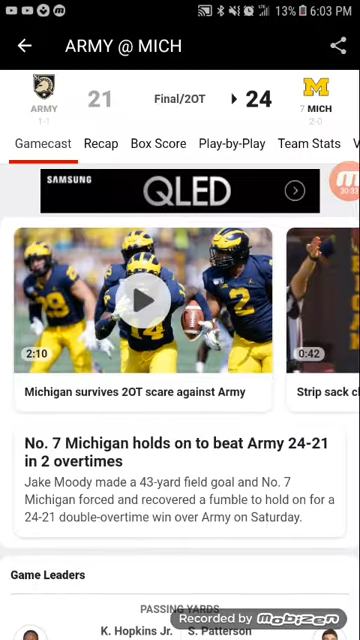 13% 6:03 PM
ARMY @ MICH
ARMY
1-1
21
Final/2OT
24
7 MICH
2-0
Gamecast Recap Box Score Play-by-Play Team Stats V
SAMSUNG
QLED
30:33
2:10
0:42
Michigan survives 2OT scare against Army
Strip sack cl
No. 7 Michigan holds on to beat Army 24-21
in 2 overtimes
Jake Moody made a 43-yard field goal and No. 7
Michigan forced and recovered a fumble to hold on for a
24-21 double-overtime win over Army on Saturday.
Game Leaders
PASSING YARDS
K. Hopkins Jr. S. Patterson
Recorded by Mobizen